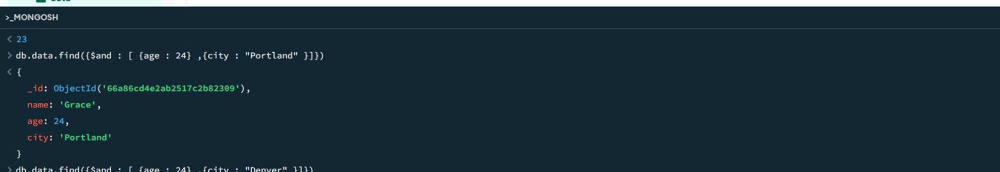 data
>_MONGOSH
< 23
> db.data.find({$and : [ {age : 24} ,{city : "Portland" }]})
< {
_id: ObjectId('66a86cd4e2ab2517c2b82309'),
name: 'Grace',
age: 24,
city: 'Portland'
}
> db.data.find({$and : [ {age : 24} ,{city : "Denver" }]})